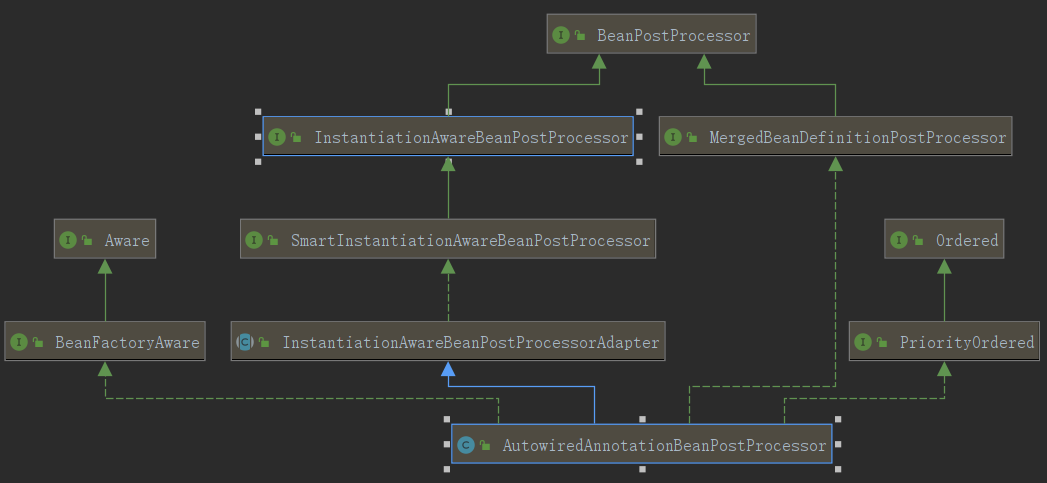 BeanPostProcessor
InstantiationAwareBeanPostProcessor
MergedBeanDefinitionPostProcessor
Aware
SmartInstantiationAwareBeanPostProcessor
Ordered
BeanFactoryAware
InstantiationAwareBeanPostProcessorAdapter
PriorityOrdered
AutowiredAnnotationBeanPostProcessor